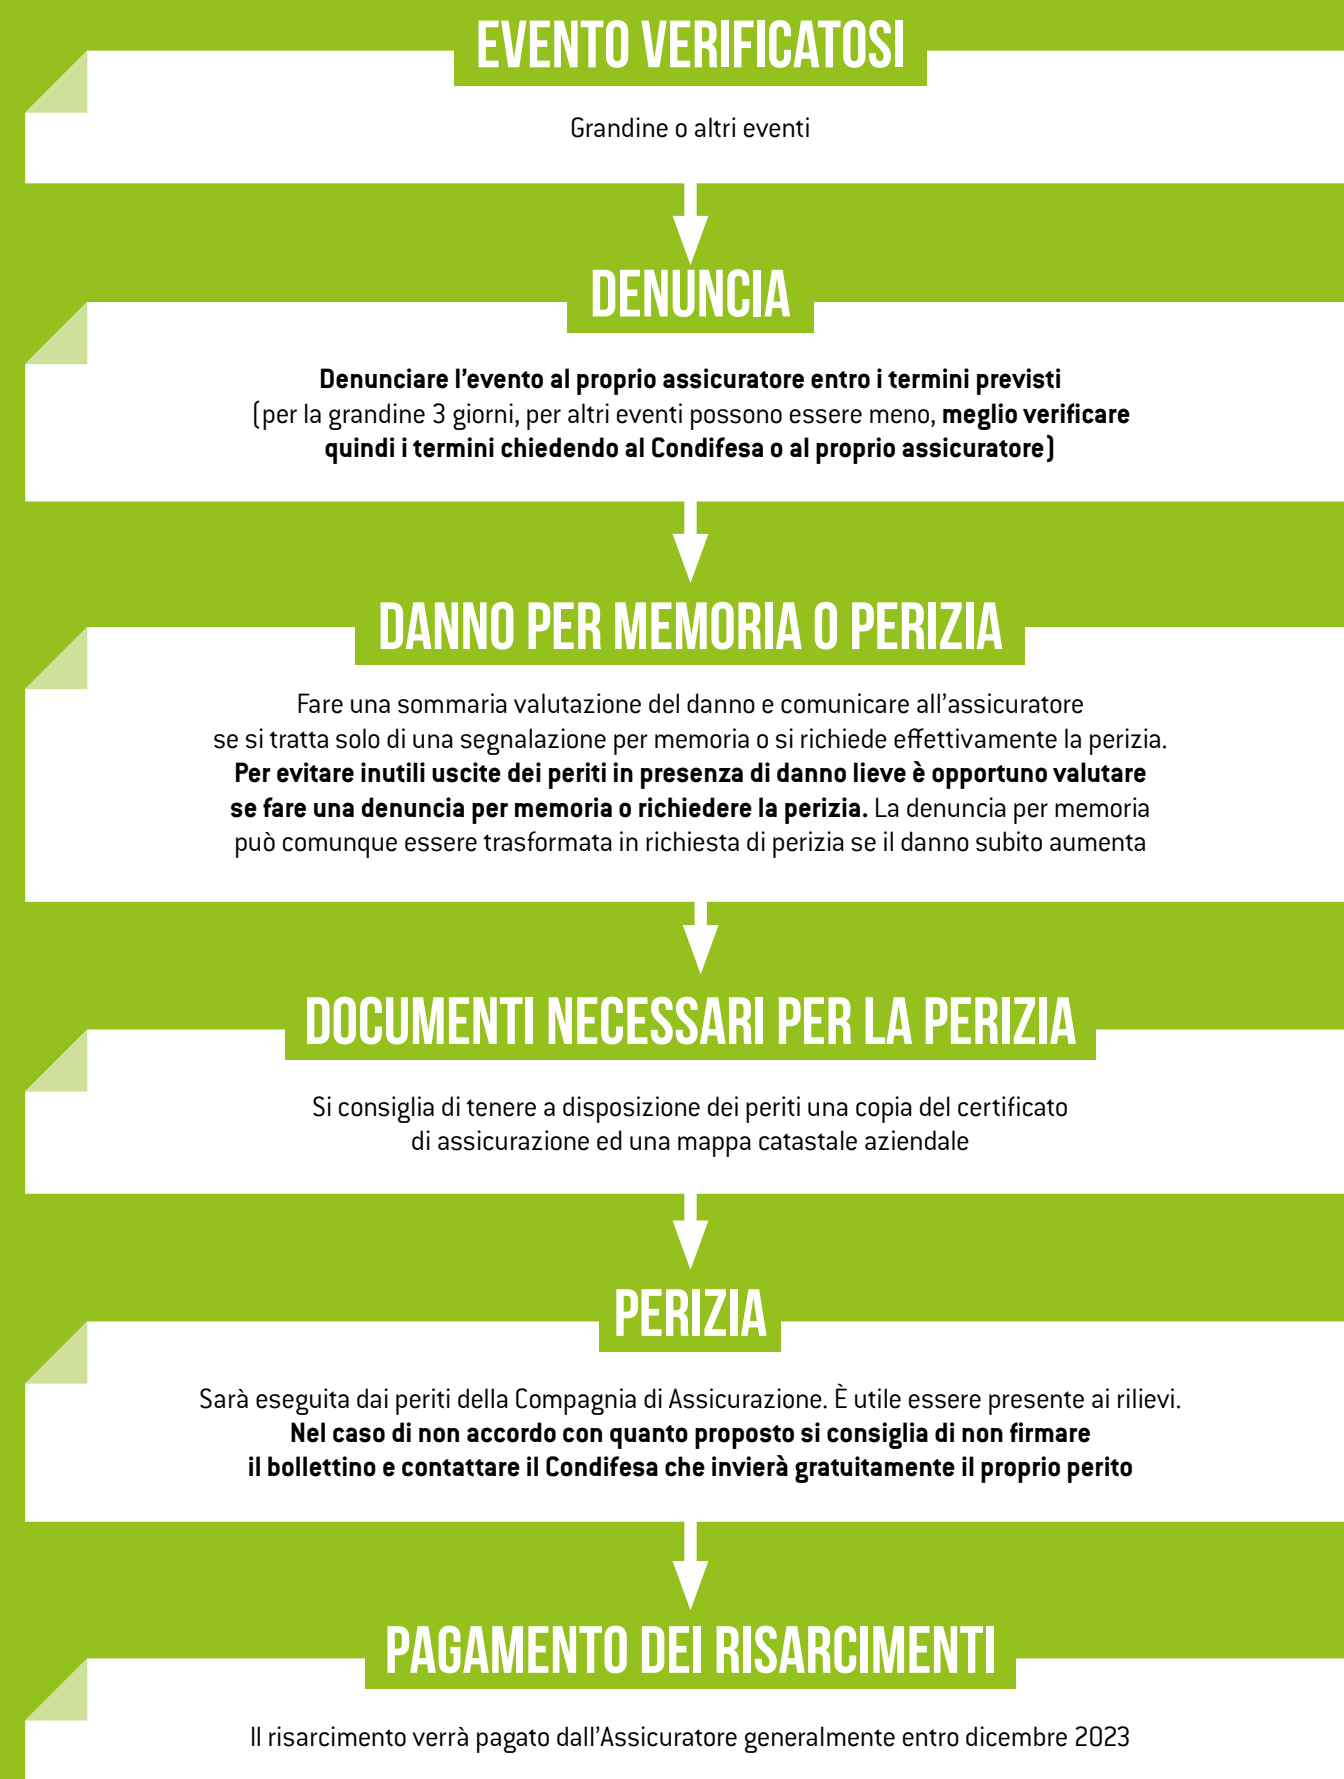 EVENTO VERIFICATOSI
Grandine o altri eventi
DENUNCIA
Denunciare l’evento al proprio assicuratore entro i termini previsti
(per la grandine 3 giorni, per altri eventi possono essere meno, meglio verificare
quindi i termini chiedendo al Condifesa o al proprio assicuratore)
DANNO PER MEMORIA O PERIZIA
Fare una sommaria valutazione del danno e comunicare all’assicuratore
se si tratta solo di una segnalazione per memoria o si richiede effettivamente la perizia.
Per evitare inutili uscite dei periti in presenza di danno lieve è opportuno valutare
se fare una denuncia per memoria o richiedere la perizia. La denuncia per memoria
può comunque essere trasformata in richiesta di perizia se il danno subito aumenta
DOCUMENTI NECESSARI PER LA PERIZIA
Si consiglia di tenere a disposizione dei periti una copia del certificato
di assicurazione ed una mappa catastale aziendale
PERIZIA
Sarà eseguita dai periti della Compagnia di Assicurazione. È utile essere presente ai rilievi.
Nel caso di non accordo con quanto proposto si consiglia di non firmare
il bollettino e contattare il Condifesa che invierà gratuitamente il proprio perito
PAGAMENTO DEI RISARCIMENTI
Il risarcimento verrà pagato dall’Assicuratore generalmente entro dicembre 2023